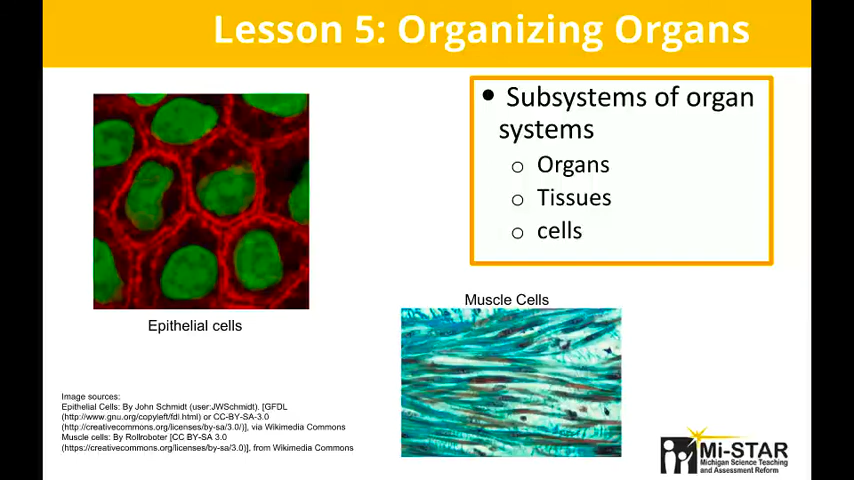 Lesson 5: Organizing Organs
• Subsystems of organ
systems
o Organs
o Tissues
o cells
Epithelial cells
Muscle Cells
Image sources:
Epithelial Cells: By John Schmidt (user:JWSchmidt). [GFDL
(http://www.gnu.org/copyleft/fdl.html) or CC-BY-SA-3.0
(http://creativecommons.org/licenses/by-sa/3.0/)], via Wikimedia Commons
Muscle cells: By Rollroboter [CC BY-SA 3.0
(https://creativecommons.org/licenses/by-sa/3.0)], from Wikimedia Commons
Mi-STAR
Michigan Science Teaching
and Assessment Reform